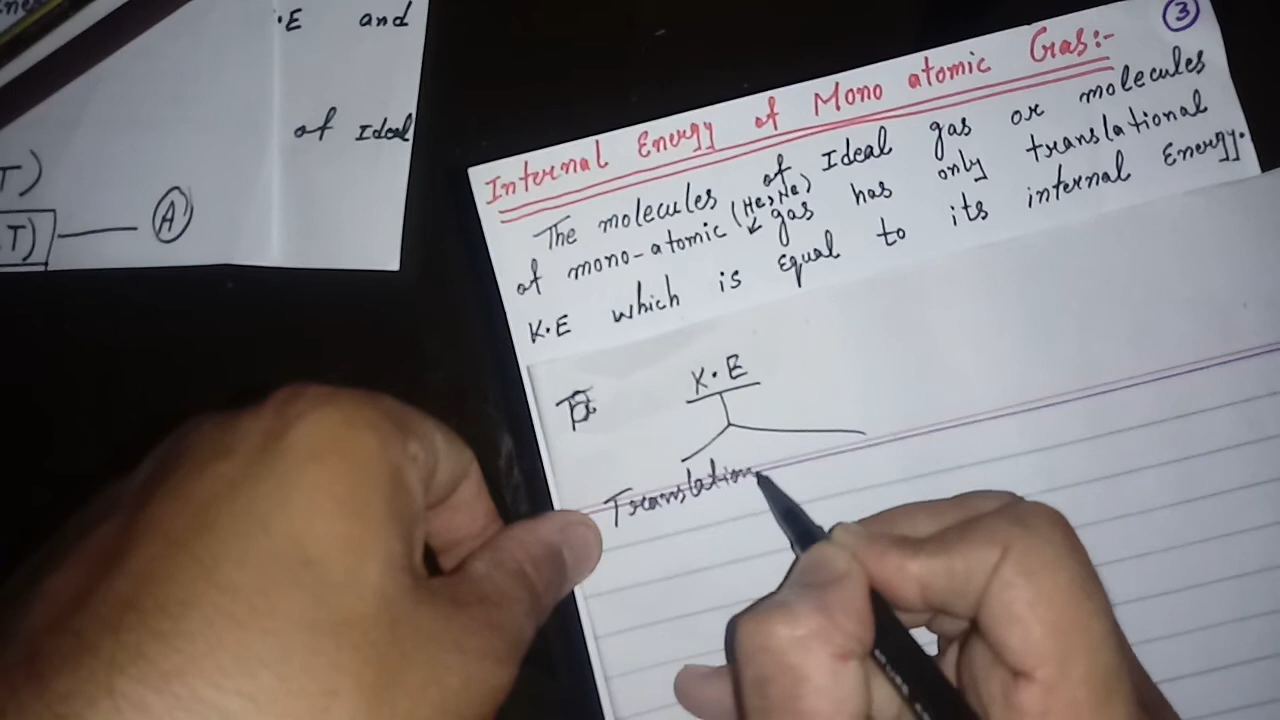 .E and
of Ideal
T)
T) A
3
Internal Energy of Mono atomic Gas:-
The molecules of Ideal gas or molecules
of mono-atomic (He,Ne) gas has only translational
K.E which is equal to its internal Energy.
K.E
Translation